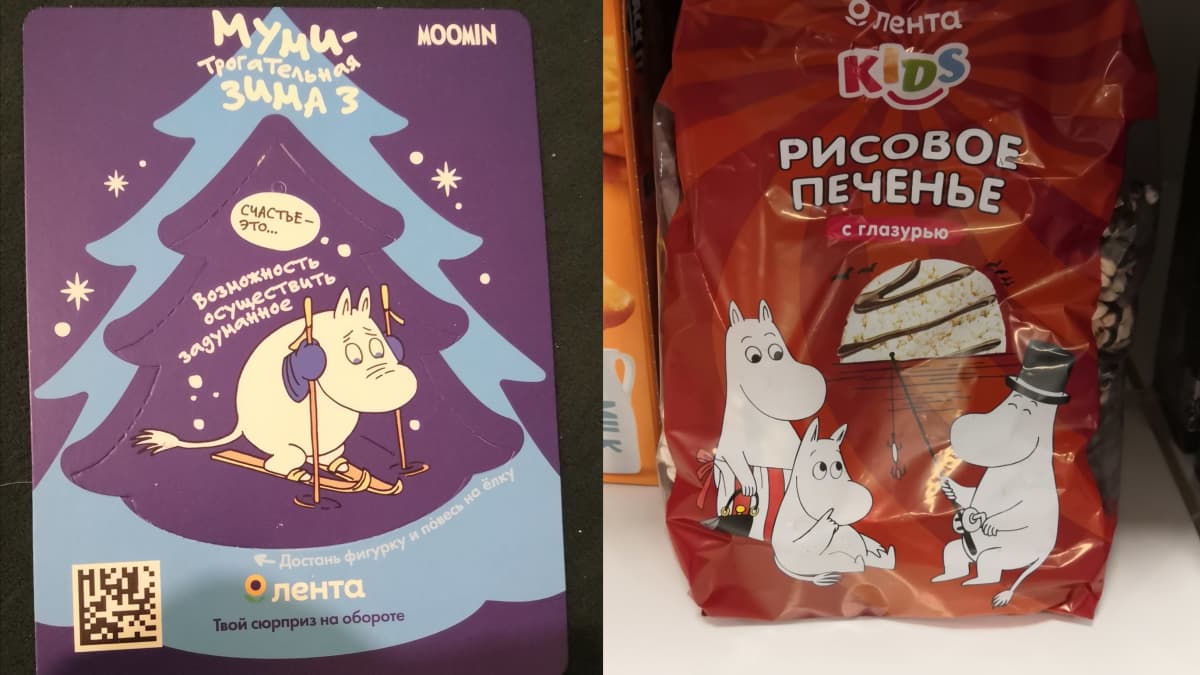 Муми-
трогательная
зима 3
MOOMIN
СЧАСТЬЕ –
ЭТО...
Возможность
осуществить
задуманное
Достань фигурку и повесь на ёлку
лента
Твой сюрприз на обороте
лента
KIDS
РИСОВОЕ
ПЕЧЕНЬЕ
с глазурью
MILK